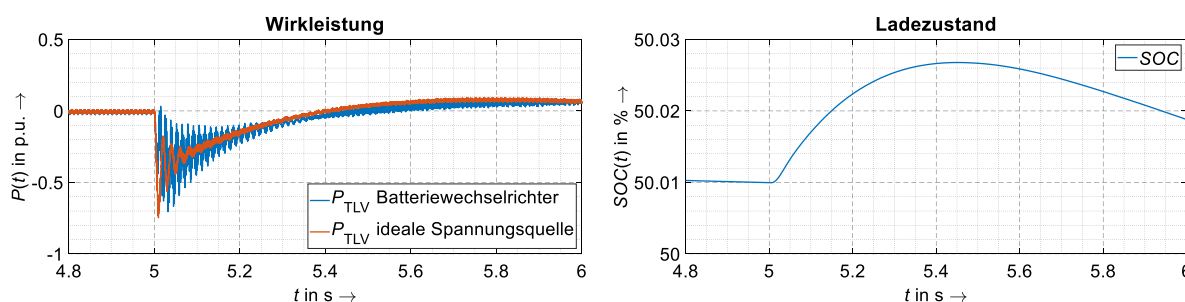 Wirkleistung
0.5
0
-0.5
-1
P(t) in p.u. →
P_TLV Batteriewechselrichter
P_TLV ideale Spannungsquelle
4.8 5 5.2 5.4 5.6 5.8 6
t in s →
Ladezustand
50.03
50.02
50.01
50
SOC(t) in % →
SOC
4.8 5 5.2 5.4 5.6 5.8 6
t in s →